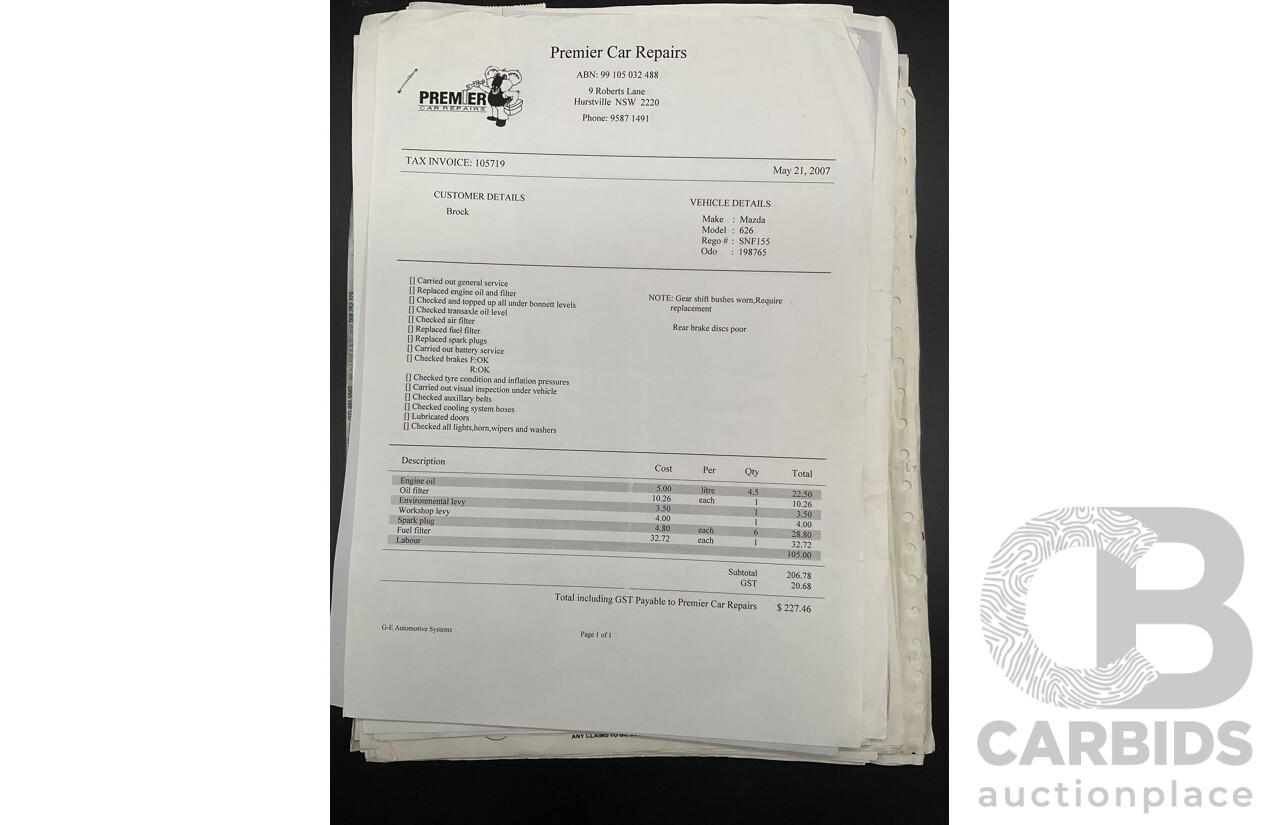 Premier Car Repairs
ABN: 99 105 032 488
9 Roberts Lane
Hurstville NSW 2220
Phone: 9587 1491
PREMIER
CAR REPAIRS
TAX INVOICE: 105719
May 21, 2007
CUSTOMER DETAILS
Brock
VEHICLE DETAILS
Make : Mazda
Model : 626
Rego # : SNF155
Odo : 198765
[] Carried out general service
[] Replaced engine oil and filter
[] Checked and topped up all under bonnett levels
[] Checked transaxle oil level
[] Checked air filter
[] Replaced fuel filter
[] Replaced spark plugs
[] Carried out battery service
[] Checked brakes F:OK
R:OK
[] Checked tyre condition and inflation pressures
[] Carried out visual inspection under vehicle
[] Checked auxillary belts
[] Checked cooling system hoses
[] Lubricated doors
[] Checked all lights,horn,wipers and washers
NOTE: Gear shift bushes worn,Require
replacement
Rear brake discs poor
Description Cost Per Qty Total
Engine oil 5.00 litre 4.5 22.50
Oil filter 10.26 each 1 10.26
Environmental levy 3.50 1 3.50
Workshop levy 4.00 1 4.00
Spark plug 4.80 each 6 28.80
Fuel filter 32.72 each 1 32.72
Labour 105.00
Subtotal 206.78
GST 20.68
Total including GST Payable to Premier Car Repairs $ 227.46
G-E Automotive Systems
Page 1 of 1
ANY CLAIMS TO BE
CB
CARBIDS
auctionplace